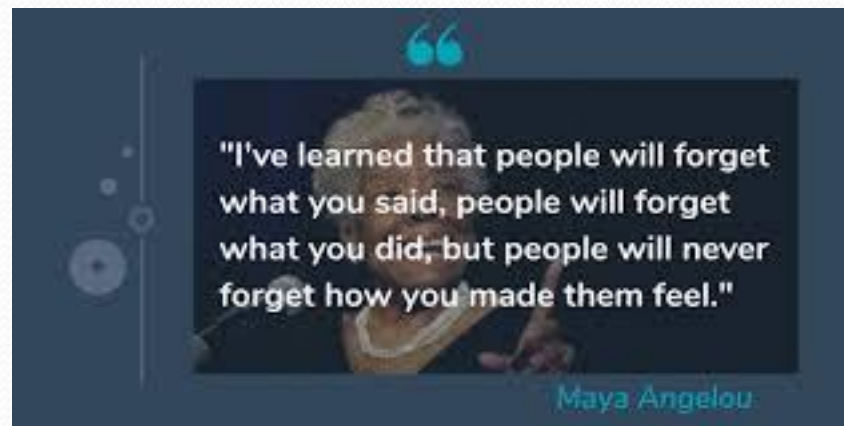 "I've learned that people will forget
what you said, people will forget
what you did, but people will never
forget how you made them feel."
Maya Angelou